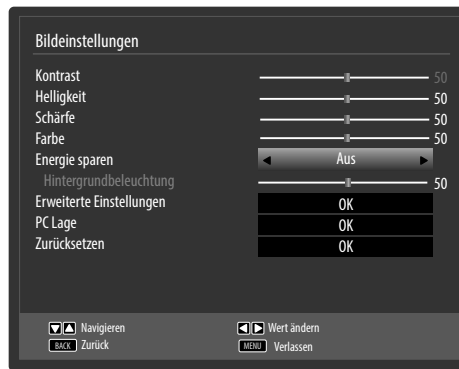 Bildeinstellungen
Kontrast 50
Helligkeit 50
Schärfe 50
Farbe 50
Energie sparen Aus
Hintergrundbeleuchtung 50
Erweiterte Einstellungen OK
PC Lage OK
Zurücksetzen OK
Navigieren Wert ändern
BACK Zurück MENU Verlassen